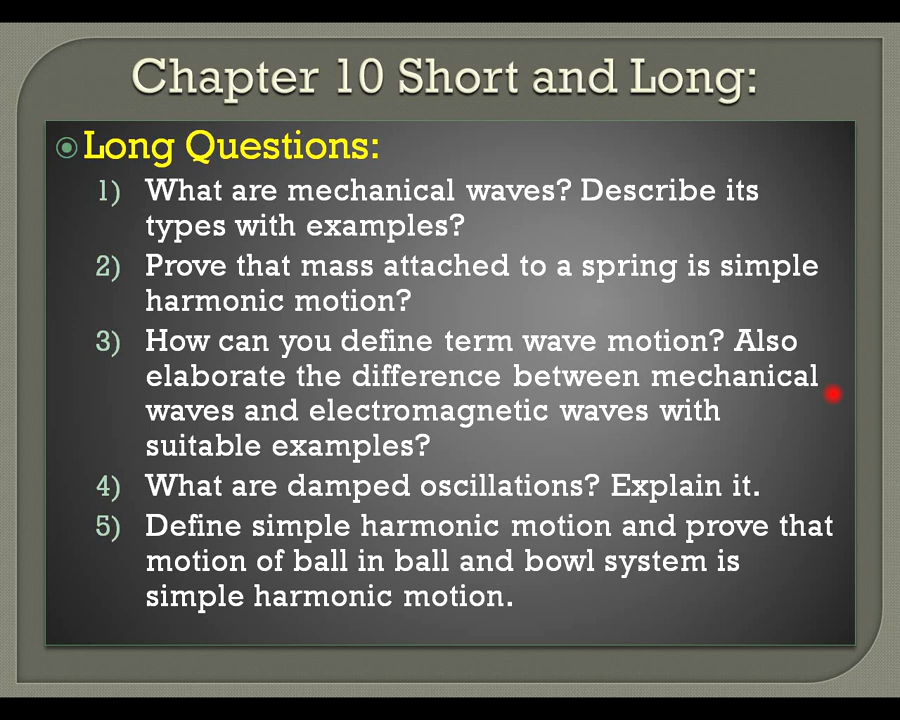 Chapter 10 Short and Long:
Long Questions:
1) What are mechanical waves? Describe its
types with examples?
2) Prove that mass attached to a spring is simple
harmonic motion?
3) How can you define term wave motion? Also
elaborate the difference between mechanical
waves and electromagnetic waves with
suitable examples?
4) What are damped oscillations? Explain it.
5) Define simple harmonic motion and prove that
motion of ball in ball and bowl system is
simple harmonic motion.